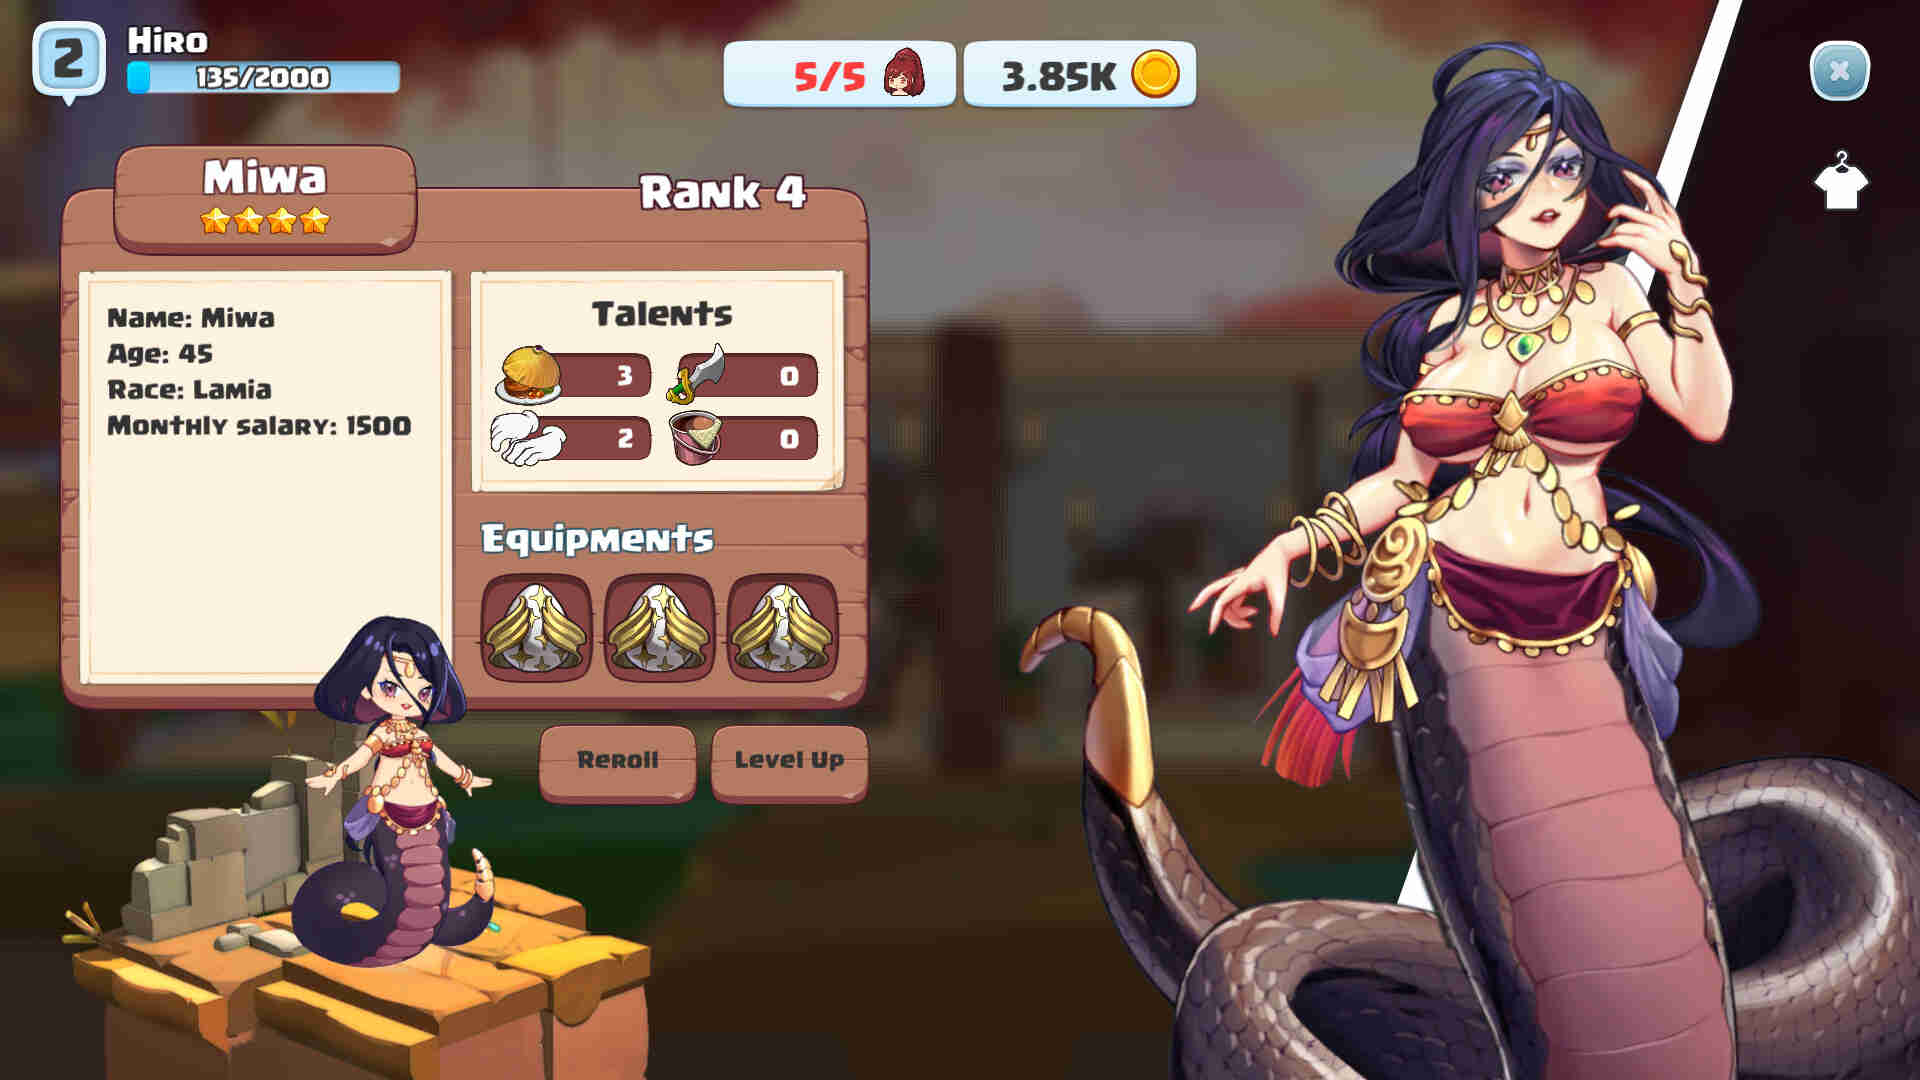 2
Hiro
135/2000
5/5
3.85K
Miwa
Rank 4
Name: Miwa
Age: 45
Race: Lamia
Monthly salary: 1500
Talents
3
0
2
0
Equipments
Reroll
Level Up